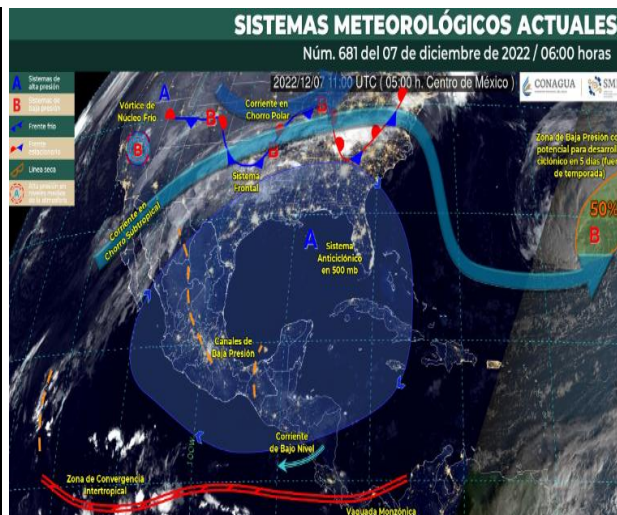 SISTEMAS METEOROLÓGICOS ACTUALES
Núm. 681 del 07 de diciembre de 2022 / 06:00 horas
2022/12/07 11:00 UTC ( 05:00 h. Centro de México )
CONAGUA
A
Sistemas de
alta presión
B
Sistemas de
baja presión
Frente frío
Frente
estacionario
Línea seca
A
Alta presión en
niveles medios
de la atmósfera
A
Vórtice de
Núcleo Frío
B
B
Corriente en
Chorro Polar
B
B
Sistema
Frontal
Corriente en
Chorro Subtropical
A
Sistema
Anticiclónico
en 500 mb
Zona de Baja Presión co
potencial para desarroll
ciclónico en 5 días (fuer
de temporada)
50%
B
Canales de
Baja Presión
Corriente
de Bajo Nivel
Zona de Convergencia
Intertropical
Vaguada Monzónica